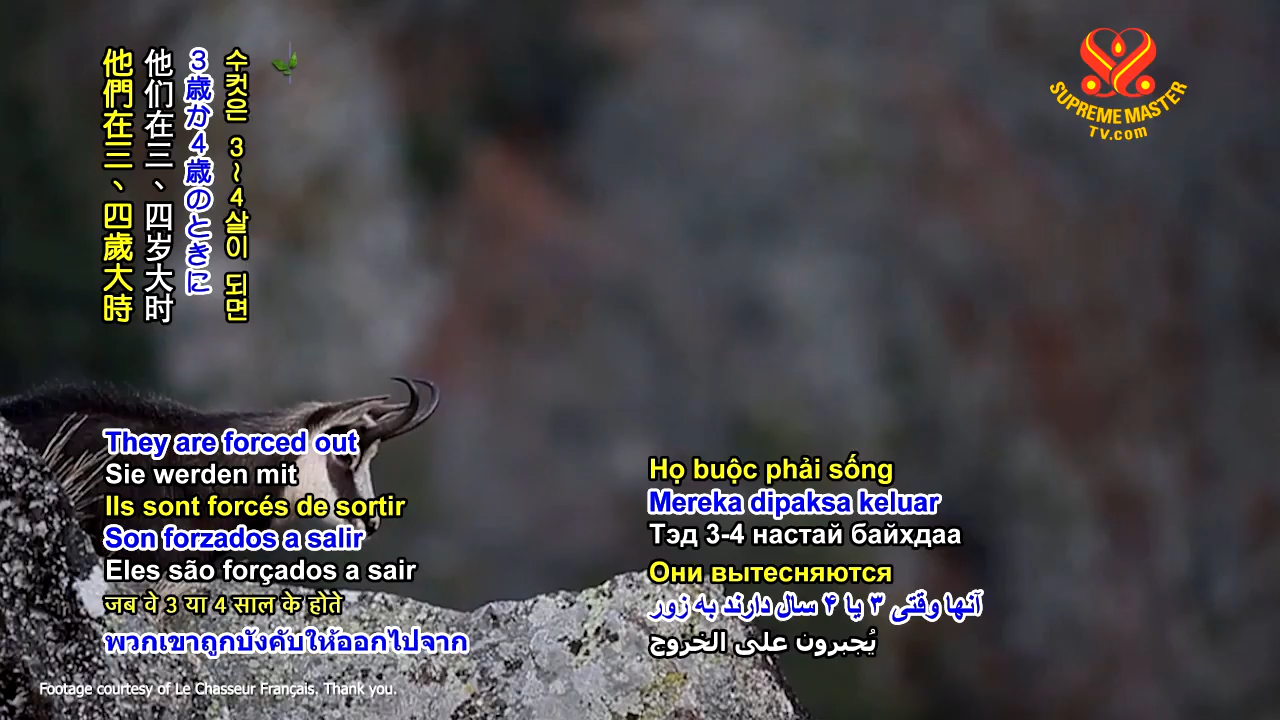 他們在三、四歲大時
他们在三、四岁大时
3歳か4歳のときに
수컷은 3~4살이 되면
SUPREME MASTER
TV.com
They are forced out
Sie werden mit
Ils sont forcés de sortir
Son forzados a salir
Eles são forçados a sair
जब वे 3 या 4 साल के होते
พวกเขาถูกบังคับให้ออกไปจาก
Họ buộc phải sống
Mereka dipaksa keluar
Тэд 3-4 настай байхдаа
Они вытесняются
آنها وقتی ۳ یا ۴ سال دارند به زور
يُجبرون على الخروج
Footage courtesy of Le Chasseur Français. Thank you.